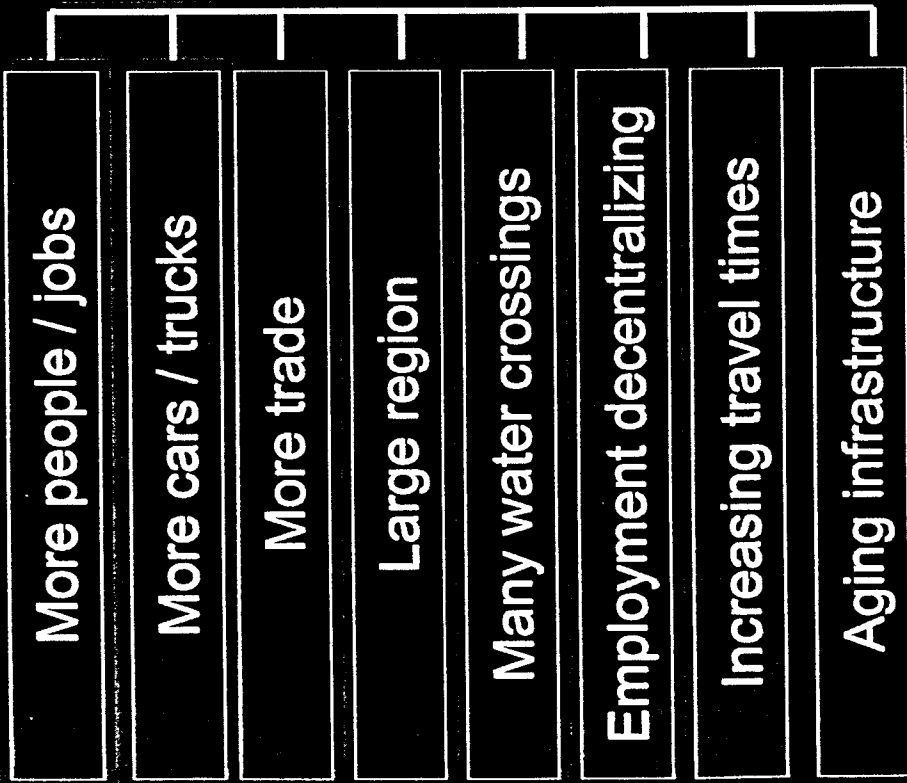 More people / jobs
More cars / trucks
More trade
Large region
Many water crossings
Employment decentralizing
Increasing travel times
Aging infrastructure